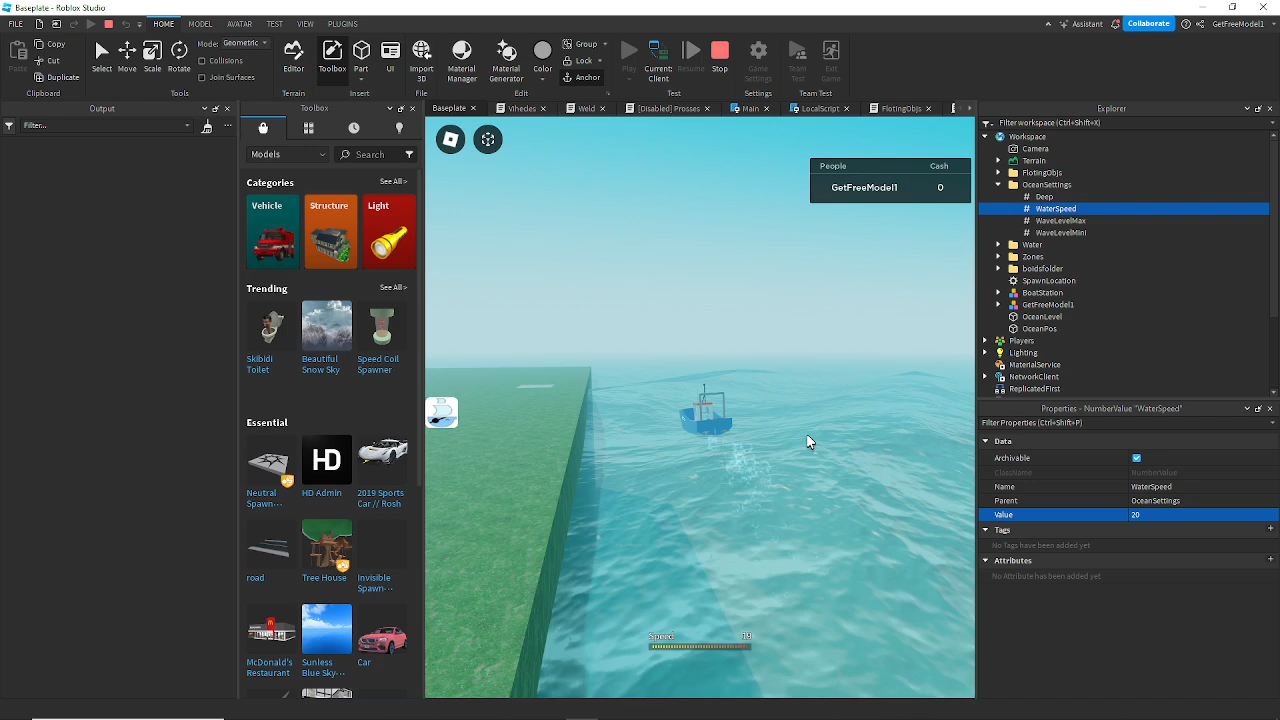 Baseplate - Roblox Studio
FILE HOME MODEL AVATAR TEST VIEW PLUGINS Assistant Collaborate GetFreeModel1
Paste Copy Cut Duplicate Select Move Scale Rotate Mode: Geometric Collisions Join Surfaces Editor Toolbox Part UI Import 3D Material Manager Material Generator Color Group Lock Anchor Play Current: Client Resume Stop Game Settings Team Test Exit Game
Clipboard Tools Terrain Insert File Edit Test Settings Team Test
Output
Filter...
Toolbox
Models Search
Categories See All >
Vehicle Structure Light
Trending See All >
Skibidi Toilet
Beautiful Snow Sky
Speed Coil Spawner
Essential See All >
HD
Neutral Spawn...
HD Admin
2019 Sports Car // Rosh
road
Tree House
Invisible Spawn...
McDonald's Restaurant
Sunless Blue Sky...
Car
Baseplate Vihedes Weld [Disabled] Prosses Main LocalScript FlotingObjs
People Cash
GetFreeModel1 0
Speed 19
Explorer
Filter workspace (Ctrl+Shift+X)
Workspace
Camera
Terrain
FlotingObjs
OceanSettings
Deep
WaterSpeed
WaveLevelMax
WaveLevelMini
Water
Zones
boidsfolder
SpawnLocation
BoatStation
GetFreeModel1
OceanLevel
OceanPos
Players
Lighting
MaterialService
NetworkClient
ReplicatedFirst
Properties - NumberValue "WaterSpeed"
Filter Properties (Ctrl+Shift+P)
Data
Archivable
ClassName NumberValue
Name WaterSpeed
Parent OceanSettings
Value 20
Tags
No Tags have been added yet
Attributes
No Attribute has been added yet